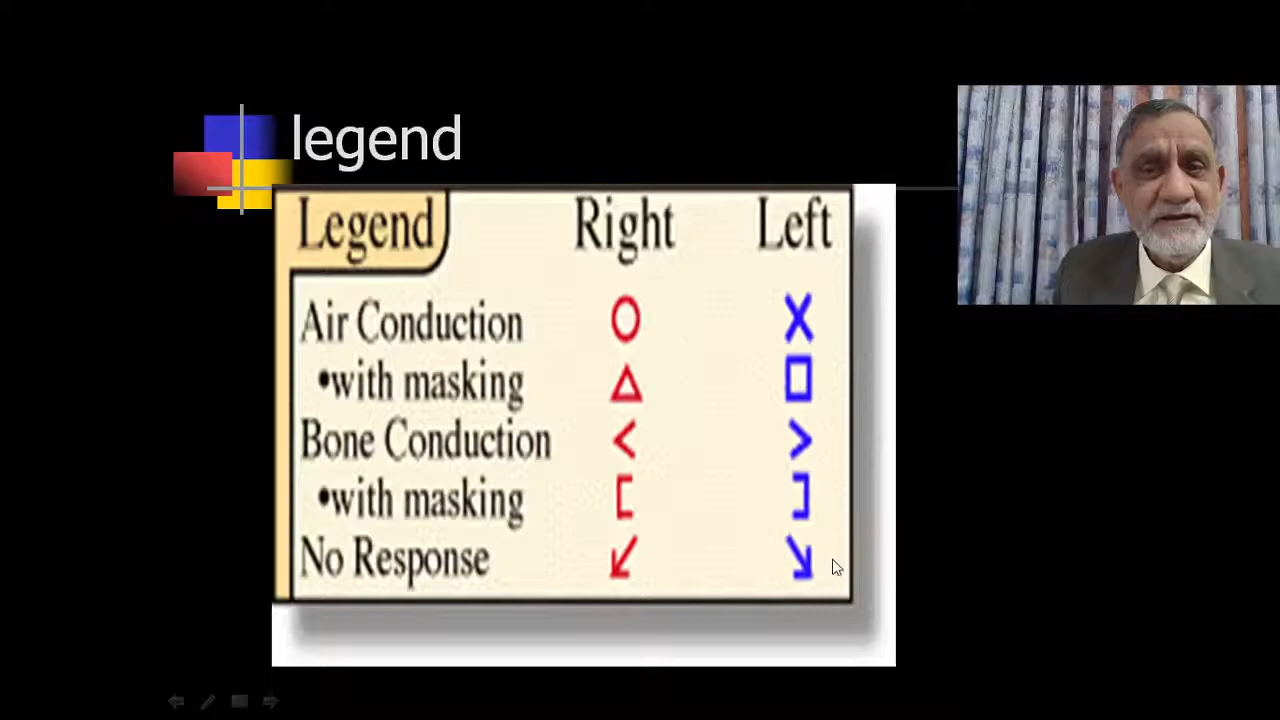 legend
Legend Right Left
Air Conduction O X
•with masking △ □
Bone Conduction < >
•with masking [ ]
No Response ↙ ↘